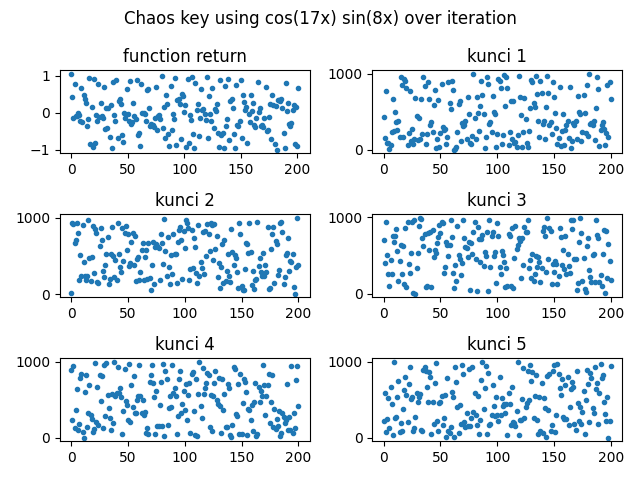 Chaos key using cos(17x) sin(8x) over iteration
function return
kunci 1
1
0
−1
0 50 100 150 200
1000
0
0 50 100 150 200
kunci 2
kunci 3
1000
0
0 50 100 150 200
1000
0
0 50 100 150 200
kunci 4
kunci 5
1000
0
0 50 100 150 200
1000
0
0 50 100 150 200